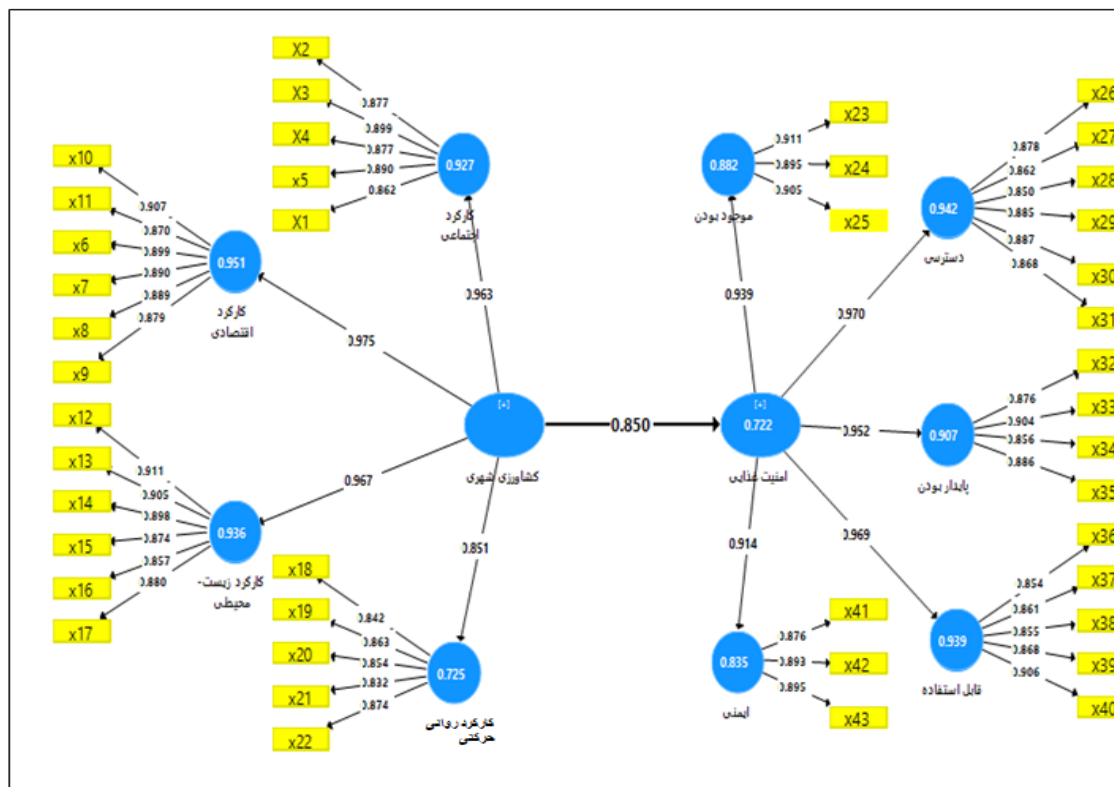 X2
X3
X4
x5
X1
0.877
0.899
0.877
0.890
0.862
0.927
کارکرد
اجتماعی
x10
x11
x6
x7
x8
x9
0.907
0.870
0.899
0.890
0.889
0.879
0.951
کارکرد
اقتصادی
x12
x13
x14
x15
x16
x17
0.911
0.905
0.898
0.874
0.857
0.880
0.936
کارکرد زیست-
محیطی
x18
x19
x20
x21
x22
0.842
0.863
0.854
0.832
0.874
0.725
کارکرد روانی
حرکتی
0.963
0.975
0.967
0.851
[+]
کشاورزی شهری
0.850
[+]
0.722
امنیت غذایی
0.939
0.970
0.952
0.969
0.914
0.882
موجود بودن
0.911
0.895
0.905
x23
x24
x25
0.942
دسترسی
0.878
0.862
0.850
0.885
0.887
0.868
x26
x27
x28
x29
x30
x31
0.907
پایدار بودن
0.876
0.904
0.856
0.886
x32
x33
x34
x35
0.939
قابل استفاده
0.854
0.861
0.855
0.868
0.906
x36
x37
x38
x39
x40
0.835
ایمنی
0.876
0.893
0.895
x41
x42
x43